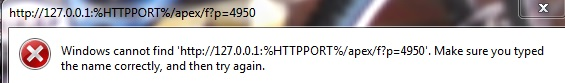 http://127.0.0.1:%HTTPPORT%/apex/f?p=4950
Windows cannot find 'http://127.0.0.1:%HTTPPORT%/apex/f?p=4950'. Make sure you typed
the name correctly, and then try again.